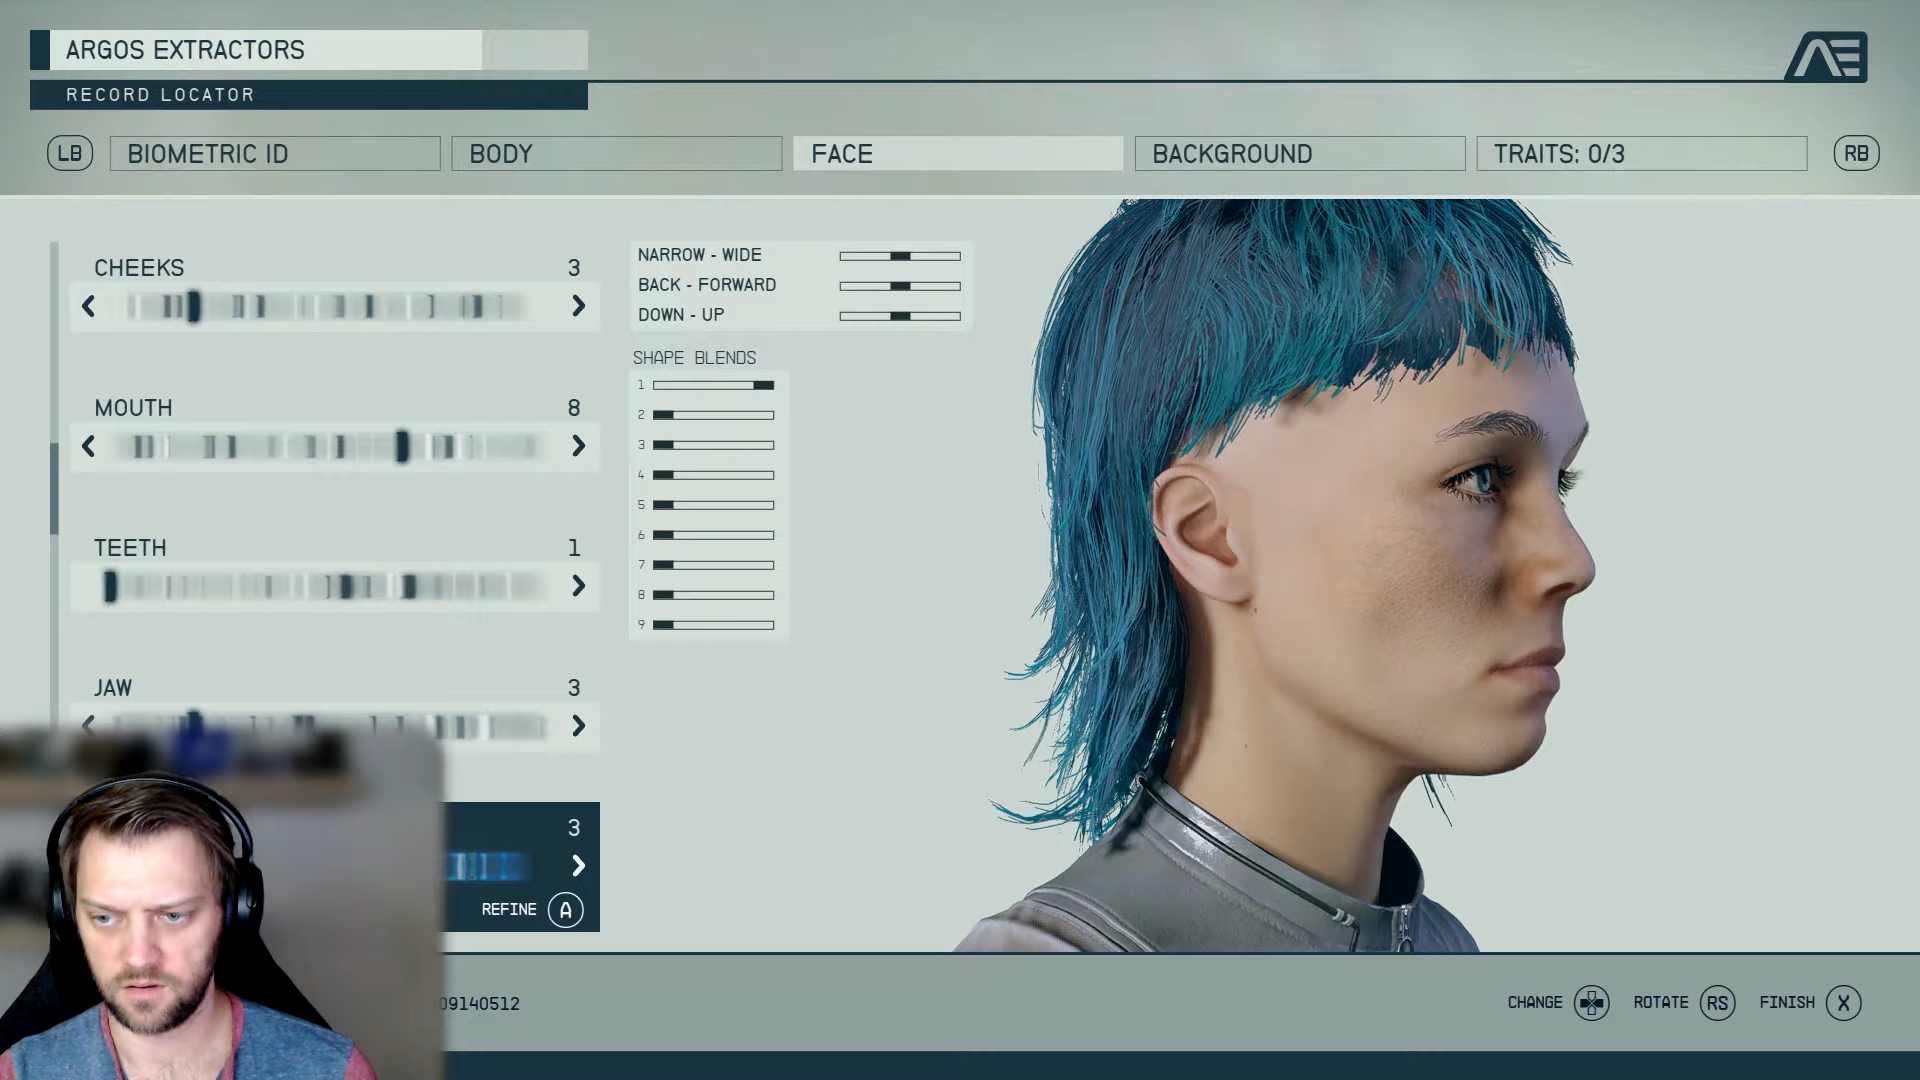 ARGOS EXTRACTORS
AE
RECORD LOCATOR
LB
BIOMETRIC ID
BODY
FACE
BACKGROUND
TRAITS: 0/3
RB
CHEEKS 3
MOUTH 8
TEETH 1
JAW 3
3
REFINE A
NARROW - WIDE
BACK - FORWARD
DOWN - UP
SHAPE BLENDS
1
2
3
4
5
6
7
8
9
09140512
CHANGE
ROTATE RS
FINISH X